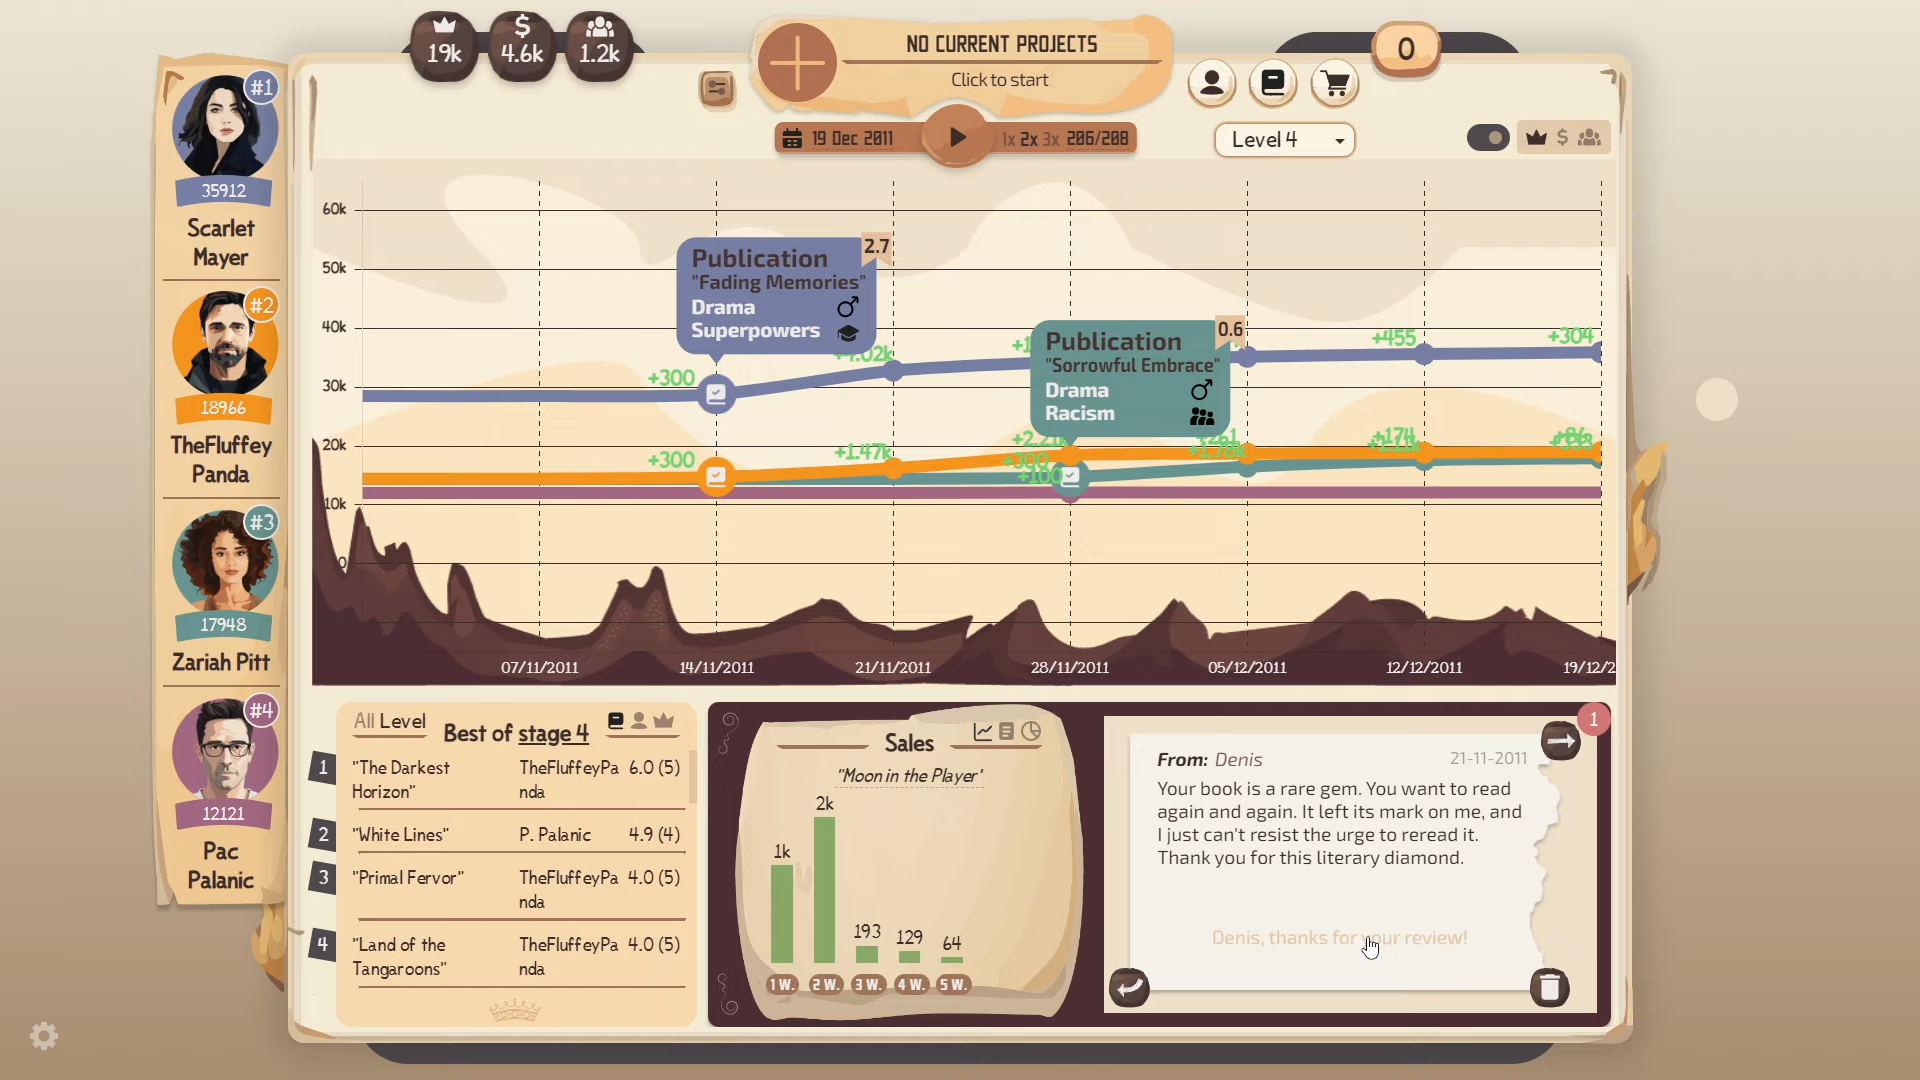 19k
4.6k
1.2k
NO CURRENT PROJECTS
Click to start
0
19 Dec 2011
1x 2x 3x 206/208
Level 4
$
#1
35912
Scarlet
Mayer
#2
18966
TheFluffey
Panda
#3
17948
Zariah Pitt
#4
12121
Pac
Palanic
60k
50k
40k
30k
20k
10k
0
Publication
2.7
"Fading Memories"
Drama
Superpowers
Publication
0.6
"Sorrowful Embrace"
Drama
Racism
+300
+455
+304
+300
+1.47k
+300
+100
+174
07/11/2011
14/11/2011
21/11/2011
28/11/2011
05/12/2011
12/12/2011
19/12/2
All Level
Best of stage 4
1
"The Darkest
Horizon"
TheFluffeyPa
nda
6.0 (5)
2
"White Lines"
P. Palanic
4.9 (4)
3
"Primal Fervor"
TheFluffeyPa
nda
4.0 (5)
4
"Land of the
Tangaroons"
TheFluffeyPa
nda
4.0 (5)
Sales
"Moon in the Player"
1k
2k
193
129
64
1 W.
2 W.
3 W.
4 W.
5 W.
1
From: Denis
21-11-2011
Your book is a rare gem. You want to read
again and again. It left its mark on me, and
I just can't resist the urge to reread it.
Thank you for this literary diamond.
Denis, thanks for your review!